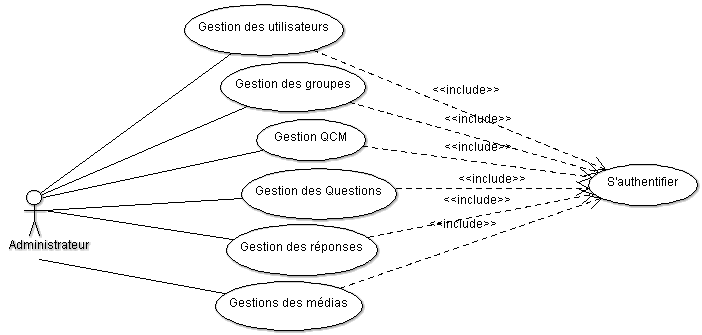 Gestion des utilisateurs
Gestion des groupes
<<include>>
<<include>>
Gestion QCM
<<include>>
Gestion des Questions
<<include>>
S'authentifier
<<include>>
Administrateur
Gestion des réponses
<<include>>
Gestions des médias